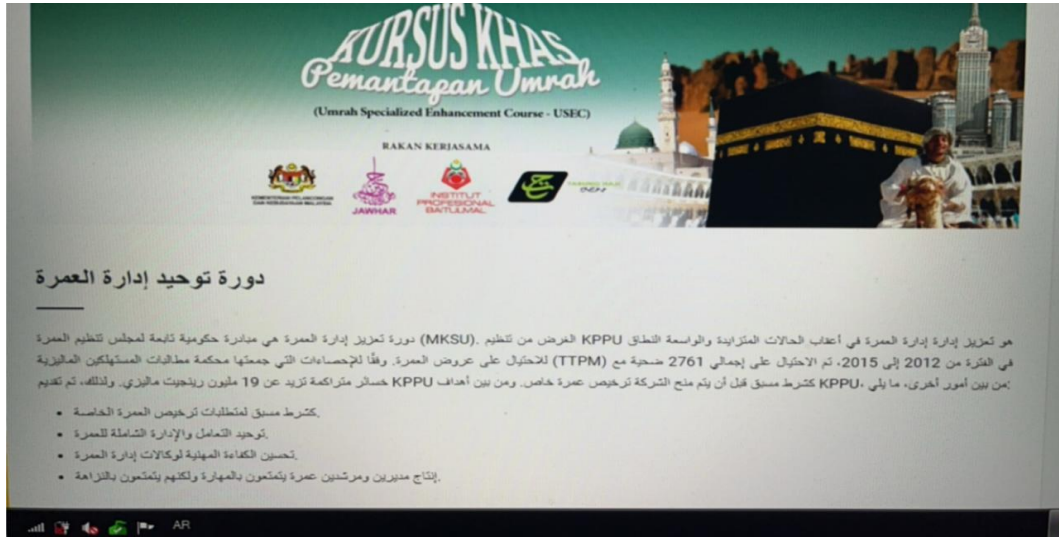 KURSUS KHAS
Pemantapan Umrah
(Umrah Specialized Enhancement Course - USEC)
RAKAN KERJASAMA
KEMENTERIAN PELANCONGAN
DAN KEBUDAYAAN MALAYSIA
JAWHAR
INSTITUT
PROFESIONAL
BAITULMAL
دورة توحيد إدارة العمرة
هو تعزيز إدارة إدارة العمرة في أعقاب الحالات المتزايدة والواسعة النطاق KPPU الغرض من تنظيم .(MKSU) دورة تعزيز إدارة العمرة هي مبادرة حكومية تابعة لمجلس تنظيم العمرة
في الفترة من 2012 إلى 2015، تم الاحتيال على إجمالي 2761 ضحية مع (TTPM) للاحتيال على عروض العمرة. وفقًا للإحصاءات التي جمعتها محكمة مطالبات المستهلكين الماليزية
:من بين أمور أخرى، ما يلي ،KPPU كشرط مسبق قبل أن يتم منح الشركة ترخيص عمرة خاص. ومن بين أهداف KPPU خسائر متراكمة تزيد عن 19 مليون رينجيت ماليزي. ولذلك، تم تقديم
• .كشرط مسبق لمتطلبات ترخيص العمرة الخاصة
• .توحيد التعامل والإدارة الشاملة للعمرة
• .تحسين الكفاءة المهنية لوكالات إدارة العمرة
• .إنتاج مديرين ومرشدين عمرة يتمتعون بالمهارة ولكنهم يتمتعون بالنزاهة
AR